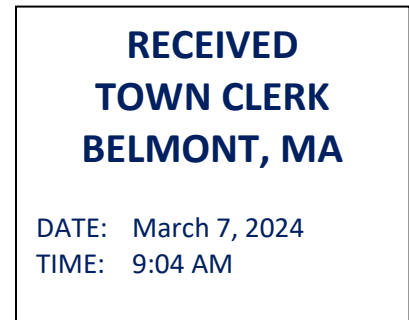 RECEIVED
TOWN CLERK
BELMONT, MA
DATE: March 7, 2024
TIME: 9:04 AM